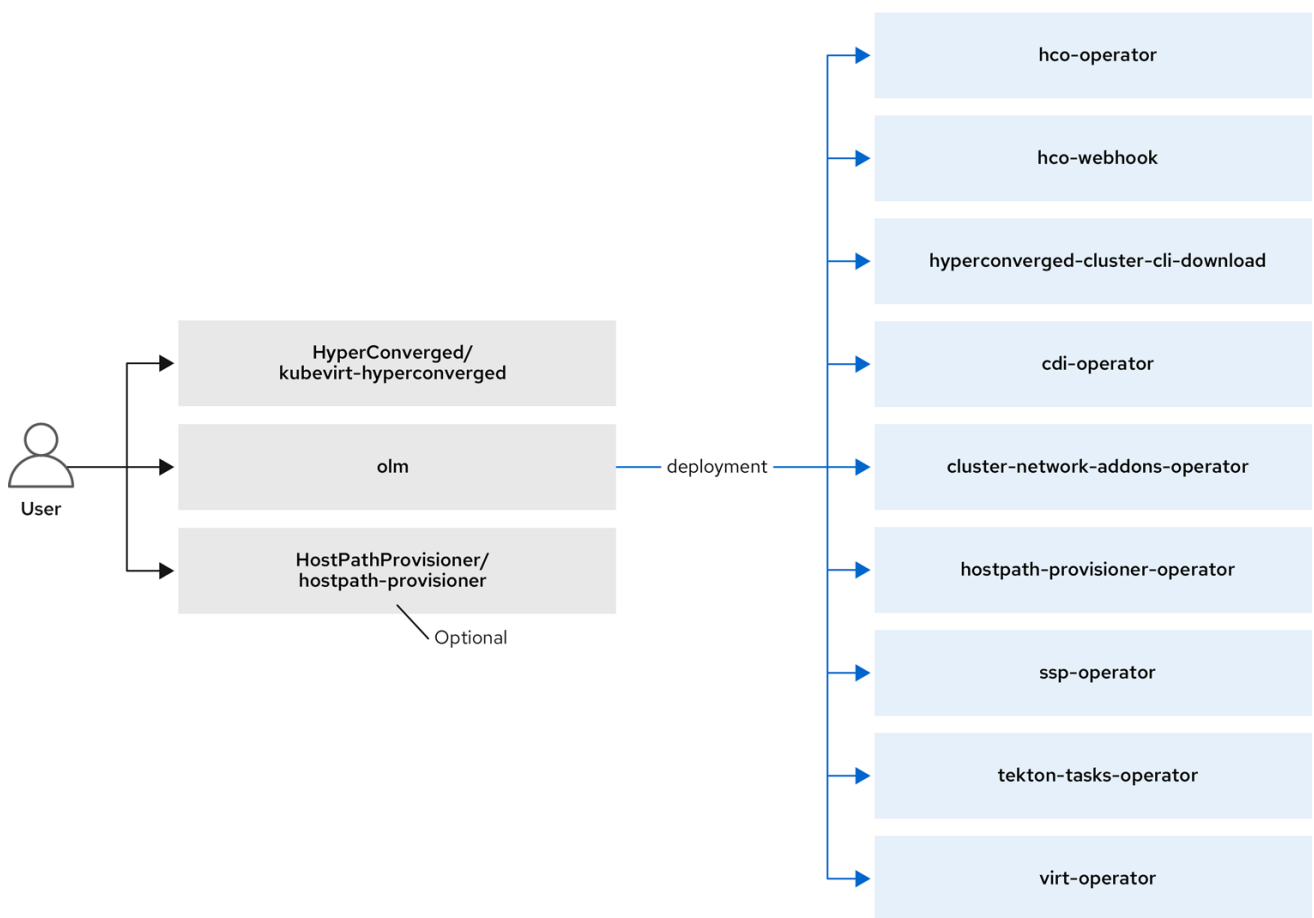 User
HyperConverged/
kubevirt-hyperconverged
olm
HostPathProvisioner/
hostpath-provisioner
Optional
deployment
hco-operator
hco-webhook
hyperconverged-cluster-cli-download
cdi-operator
cluster-network-addons-operator
hostpath-provisioner-operator
ssp-operator
tekton-tasks-operator
virt-operator